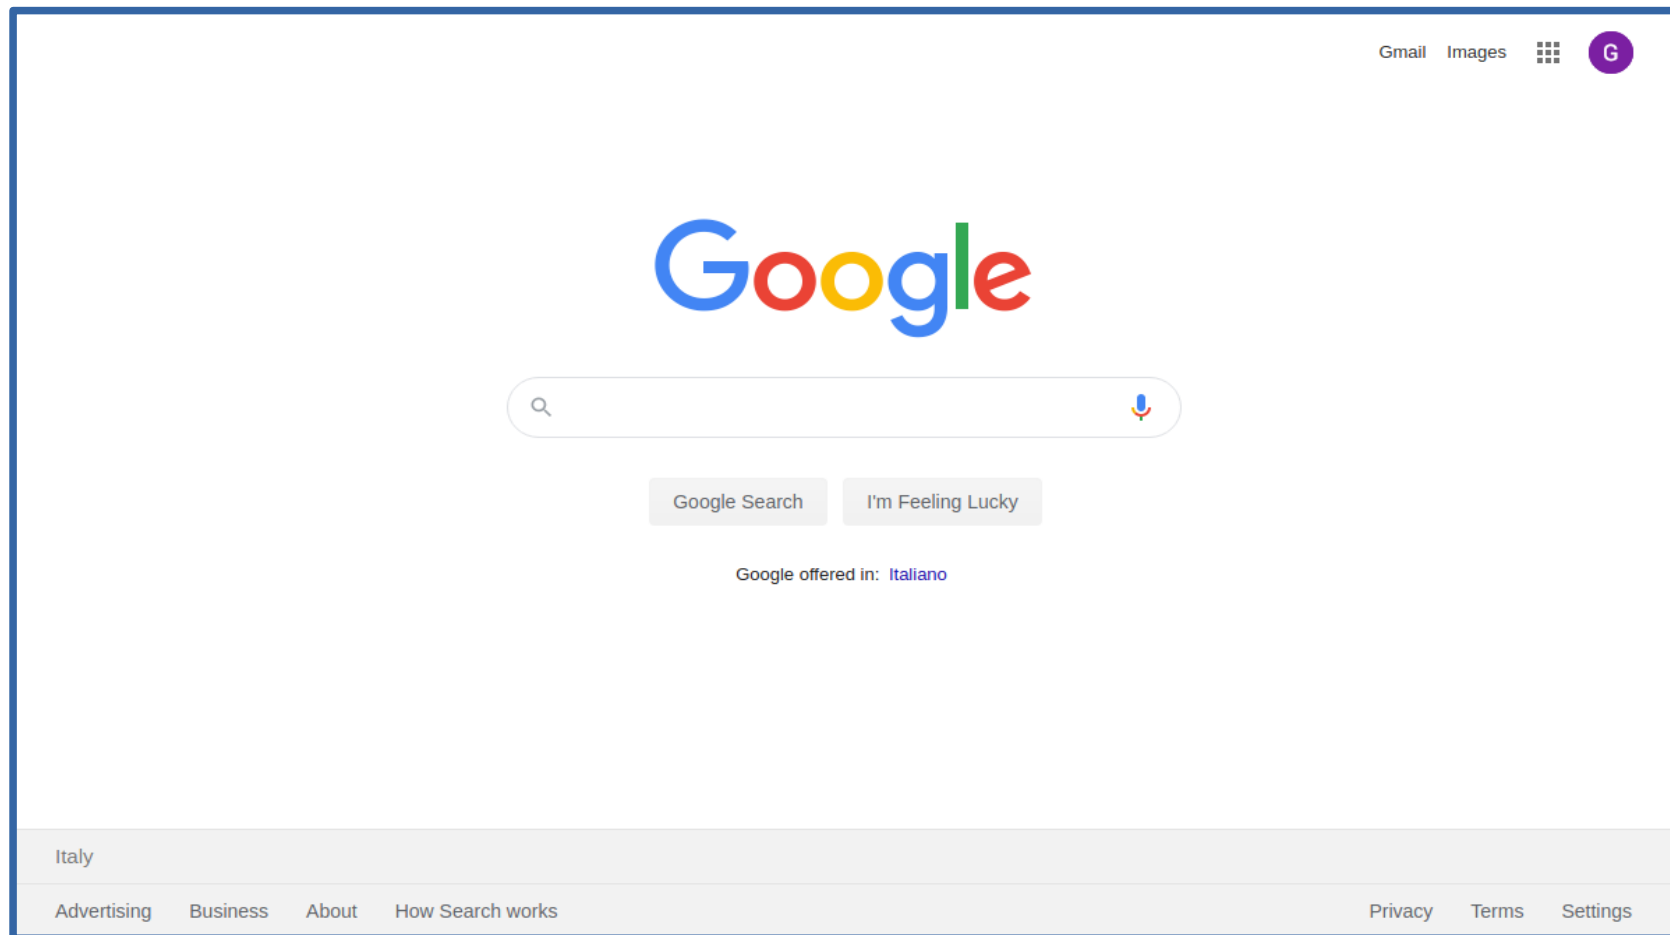 Gmail Images
G
Google
Google Search I'm Feeling Lucky
Google offered in: Italiano
Italy
Advertising Business About How Search works Privacy Terms Settings